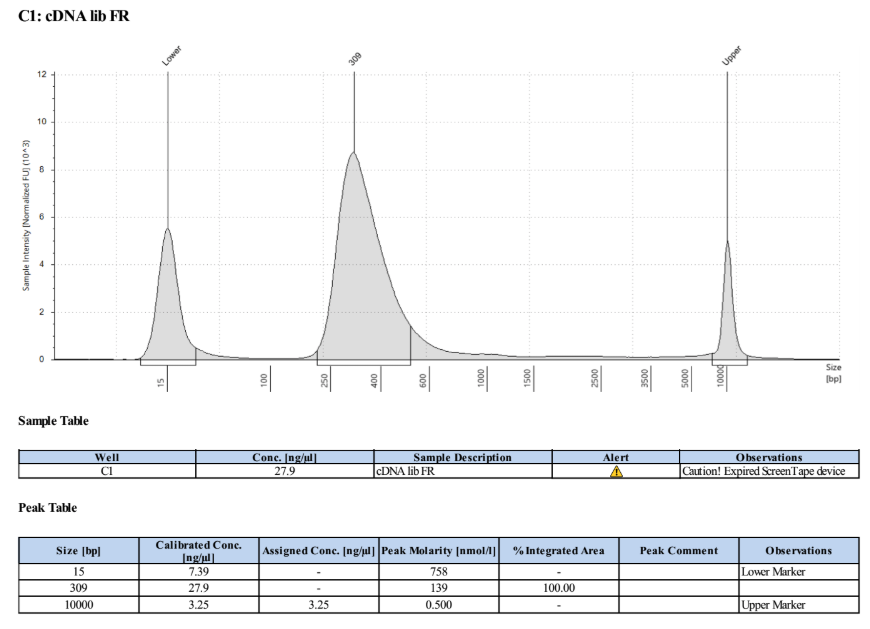 C1: cDNA lib FR
Lower
309
Upper
12
10
8
6
4
2
0
Sample Intensity [Normalized FU] (10^3)
15
100
250
400
600
1000
1500
2500
3500
5000
10000
Size
[bp]
Sample Table
Well Conc. [ng/µl] Sample Description Alert Observations
C1 27.9 cDNA lib FR Caution! Expired ScreenTape device
Peak Table
Size [bp] Calibrated Conc. [ng/µl] Assigned Conc. [ng/µl] Peak Molarity [nmol/l] % Integrated Area Peak Comment Observations
15 7.39 - 758 - Lower Marker
309 27.9 - 139 100.00
10000 3.25 3.25 0.500 - Upper Marker